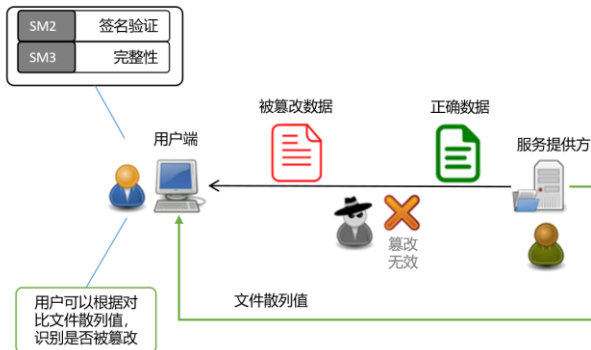 SM2 签名验证
SM3 完整性
被篡改数据
正确数据
用户端
服务提供方
篡改
无效
文件散列值
用户可以根据对
比文件散列值,
识别是否被篡改